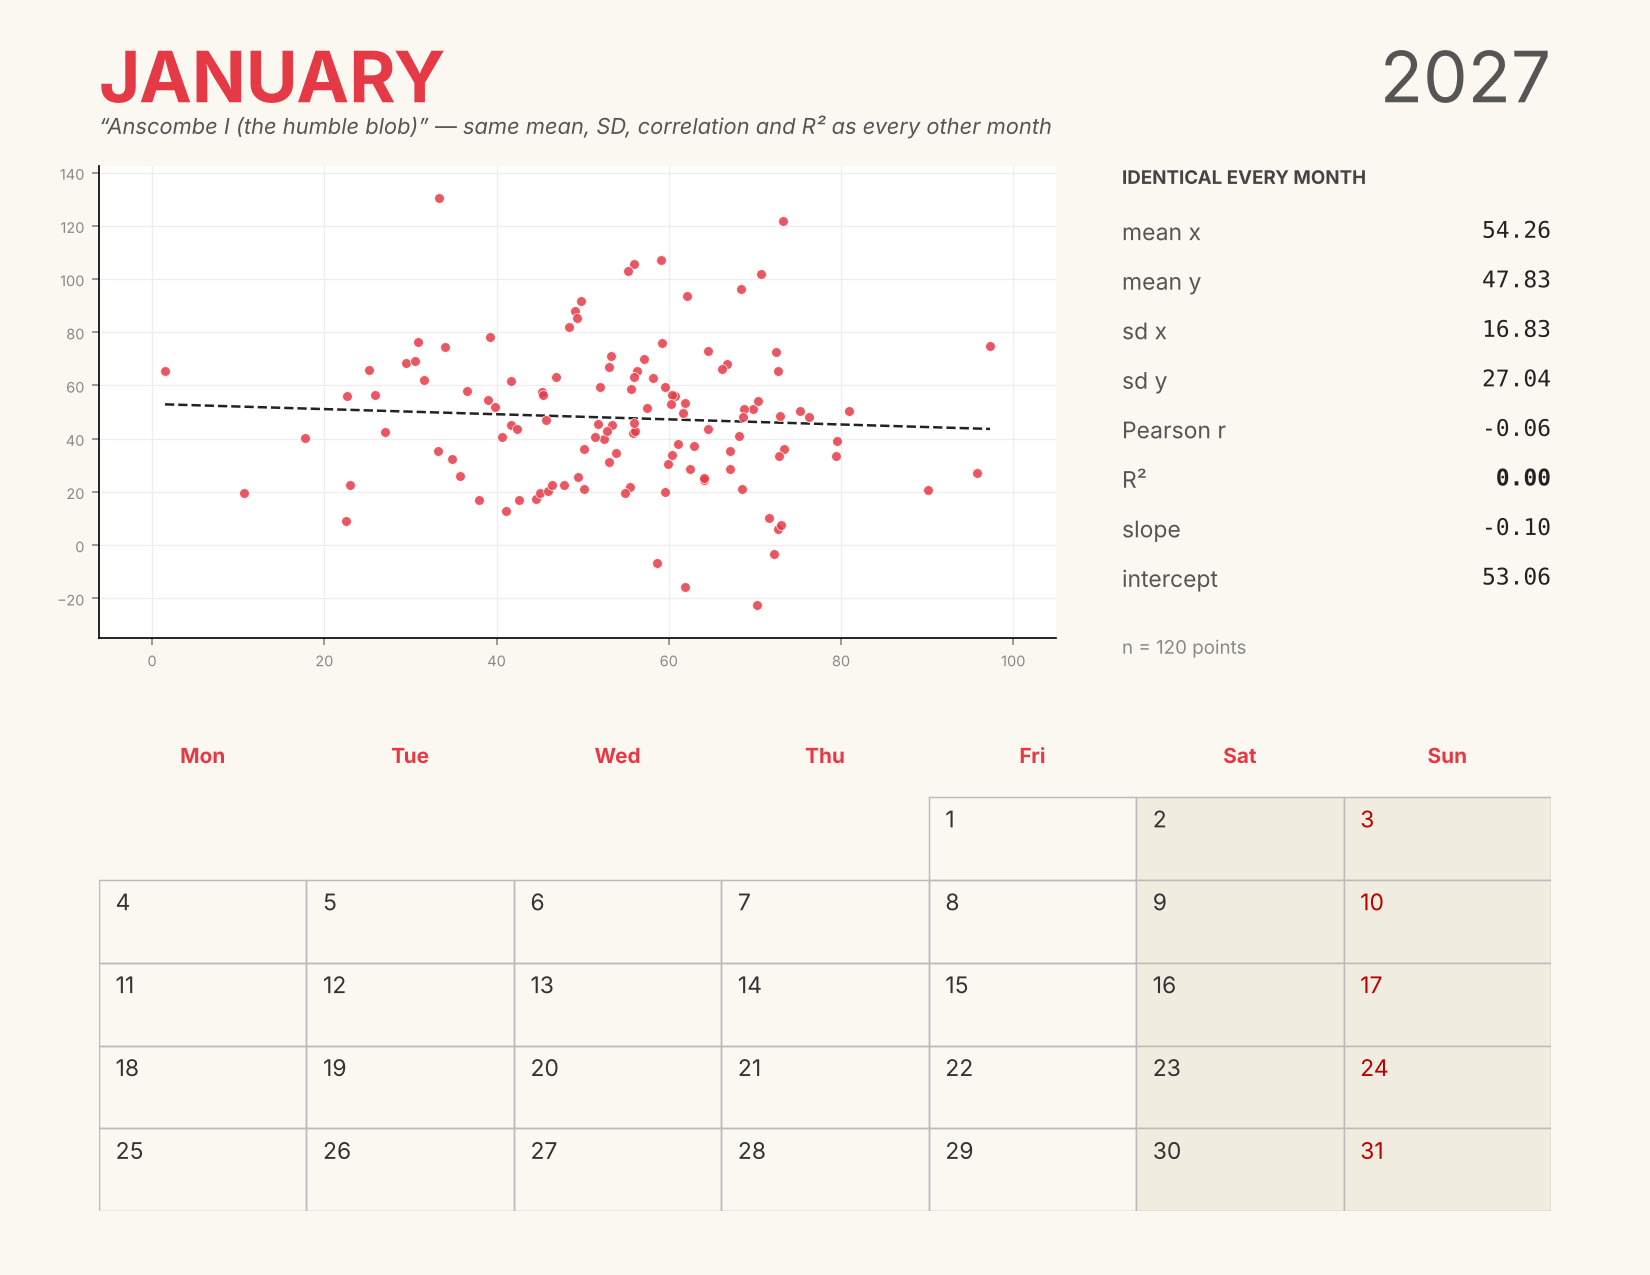 JANUARY 2027
“Anscombe I (the humble blob)” — same mean, SD, correlation and R² as every other month
140
120
100
80
60
40
20
0
−20
0 20 40 60 80 100
IDENTICAL EVERY MONTH
mean x 54.26
mean y 47.83
sd x 16.83
sd y 27.04
Pearson r -0.06
R² 0.00
slope -0.10
intercept 53.06
n = 120 points
Mon Tue Wed Thu Fri Sat Sun
1 2 3
4 5 6 7 8 9 10
11 12 13 14 15 16 17
18 19 20 21 22 23 24
25 26 27 28 29 30 31